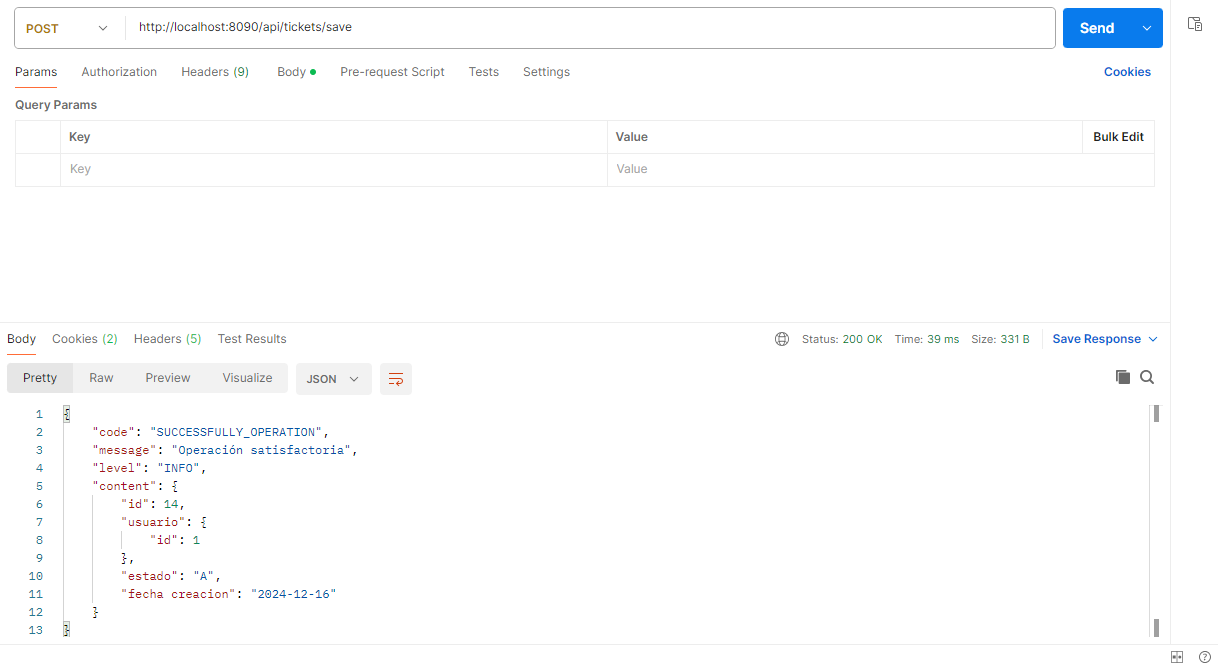 POST http://localhost:8090/api/tickets/save Send
Params Authorization Headers (9) Body Pre-request Script Tests Settings Cookies
Query Params
Key Value Bulk Edit
Key Value
Body Cookies (2) Headers (5) Test Results Status: 200 OK Time: 39 ms Size: 331 B Save Response
Pretty Raw Preview Visualize JSON
1 {
2 "code": "SUCCESSFULLY_OPERATION",
3 "message": "Operación satisfactoria",
4 "level": "INFO",
5 "content": {
6 "id": 14,
7 "usuario": {
8 "id": 1
9 },
10 "estado": "A",
11 "fecha creacion": "2024-12-16"
12 }
13 }